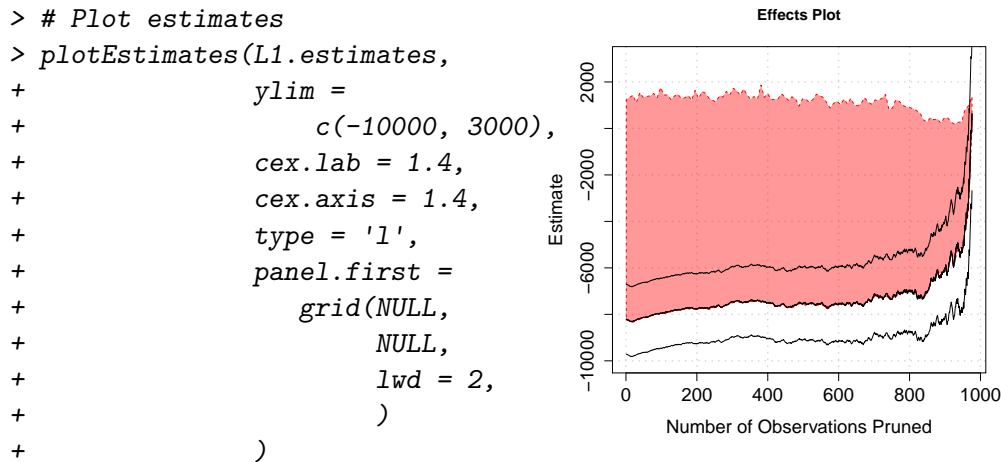 > # Plot estimates
> plotEstimates(L1.estimates,
+ ylim =
+ c(-10000, 3000),
+ cex.lab = 1.4,
+ cex.axis = 1.4,
+ type = 'l',
+ panel.first =
+ grid(NULL,
+ NULL,
+ lwd = 2,
+ )
+ )
Effects Plot
Estimate
2000
−2000
−6000
−10000
0 200 400 600 800 1000
Number of Observations Pruned